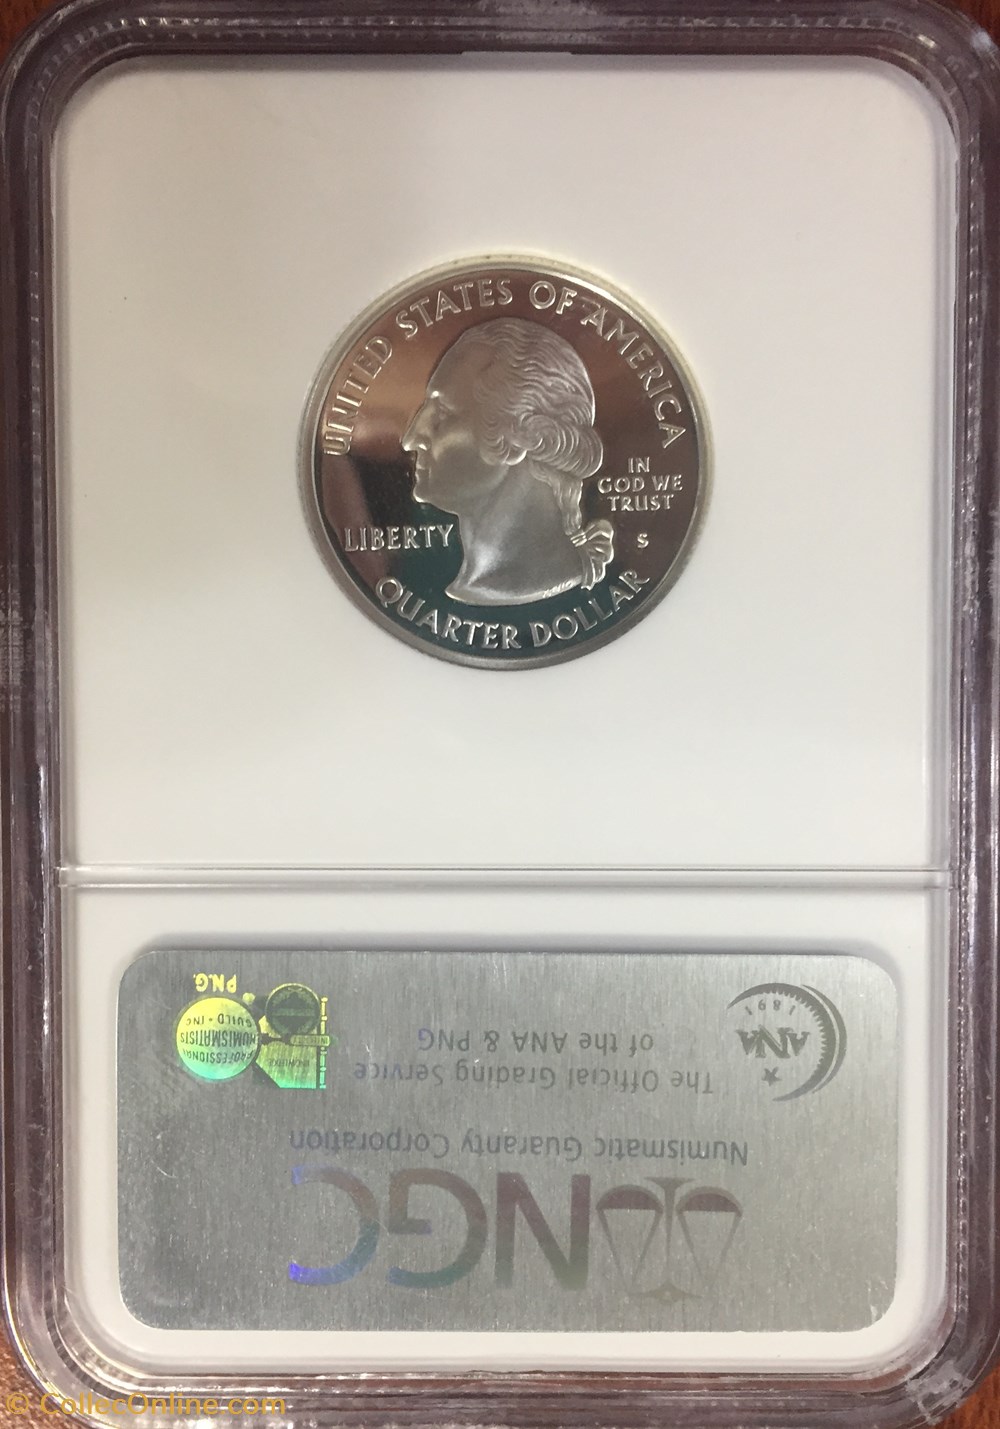 UNITED STATES OF AMERICA
IN
GOD WE
TRUST
LIBERTY
S
QUARTER DOLLAR
NGC
Numismatic Guaranty Corporation
The Official Grading Service
of the ANA & PNG
ANA
1891
PROFESSIONAL
NUMISMATISTS
GUILD • INC
P.N.G.
© CollecOnline.com